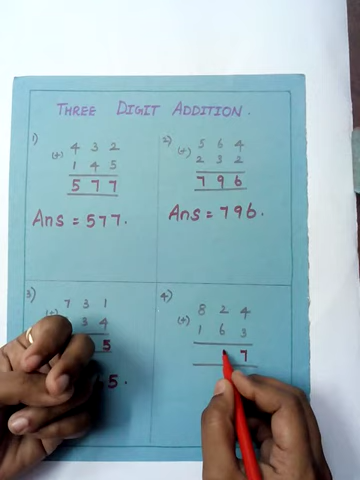 THREE DIGIT ADDITION.
1)
4 3 2
(+)
1 4 5
5 7 7
Ans = 577.
2)
5 6 4
(+)
2 3 2
7 9 6
Ans = 796.
3)
7 3 1
(+)
3 4
5
5.
4)
8 2 4
(+)
1 6 3
7